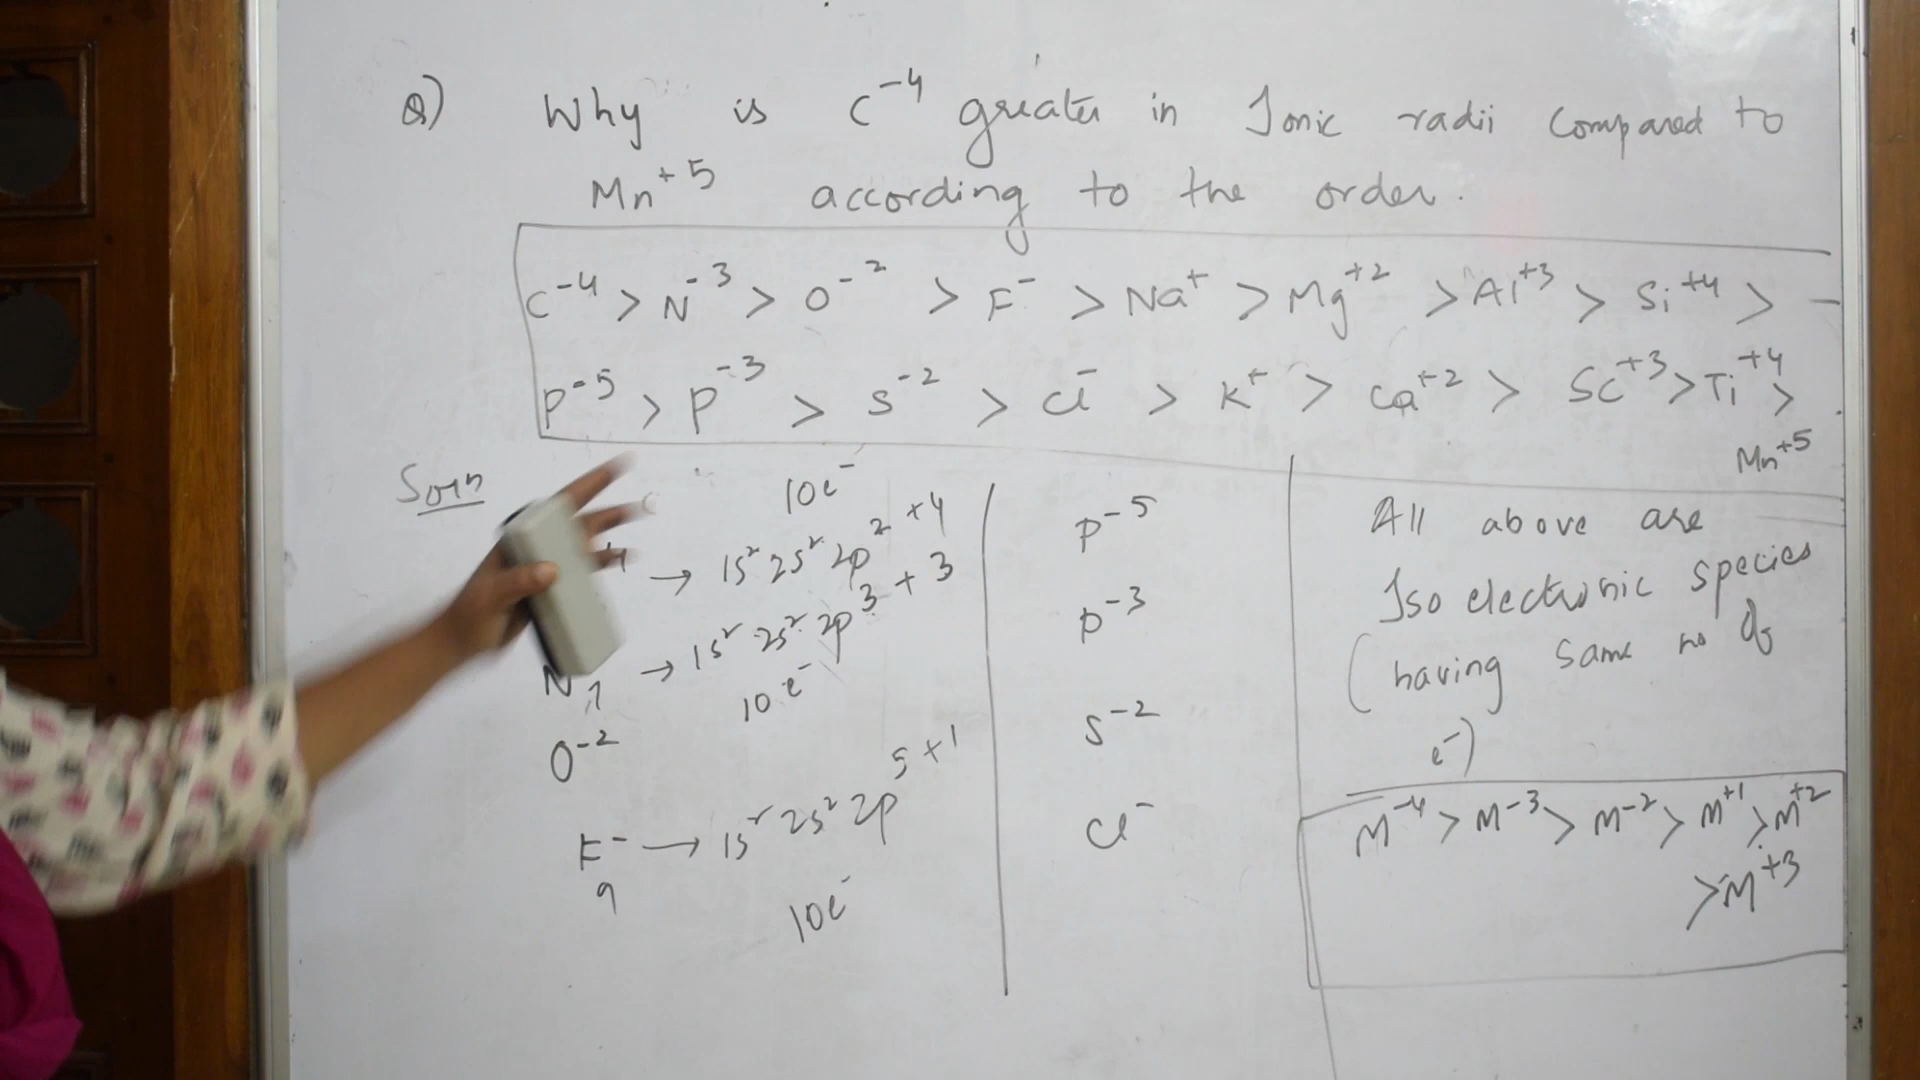 Q) Why is C⁻⁴ greater in Ionic radii Compared to
Mn⁺⁵ according to the order.
C⁻⁴ > N⁻³ > O⁻² > F⁻ > Na⁺ > Mg⁺² > Al⁺³ > Si⁺⁴ > –
P⁻⁵ > P⁻³ > S⁻² > Cl⁻ > K⁺ > Ca⁺² > Sc⁺³ > Ti⁺⁴ >
Mn⁺⁵
Soln
10e⁻
4 → 1s² 2s² 2p² ⁺⁴
N 7 → 1s² 2s² 2p³ ⁺ ³
10e⁻
O⁻²
F⁻ → 1s² 2s² 2p⁵ ⁺¹
9
10e⁻
P⁻⁵
P⁻³
S⁻²
Cl⁻
All above are
Iso electronic species
(having same no of
e⁻)
M⁻⁴ > M⁻³ > M⁻² > M⁺¹ > M⁺²
> M⁺³